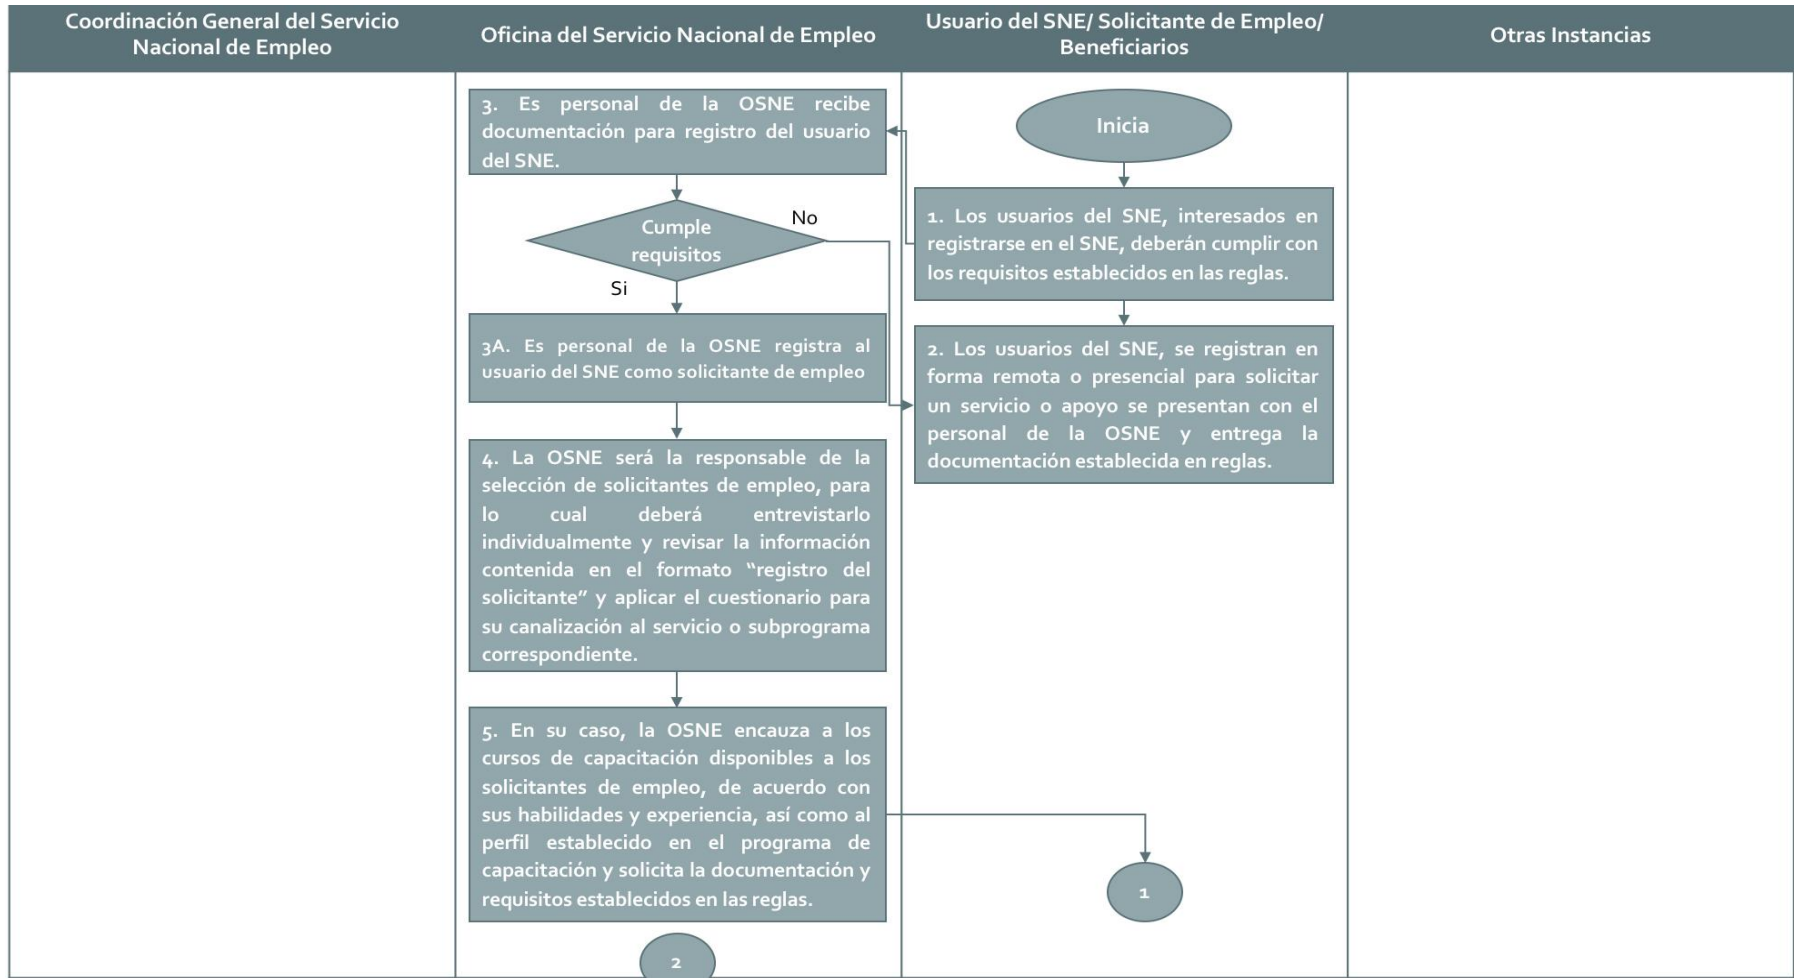 Coordinación General del Servicio
Nacional de Empleo
Oficina del Servicio Nacional de Empleo
Usuario del SNE/ Solicitante de Empleo/
Beneficiarios
Otras Instancias
3. Es personal de la OSNE recibe
documentación para registro del usuario
del SNE.
Cumple
requisitos
No
Si
3A. Es personal de la OSNE registra al
usuario del SNE como solicitante de empleo
4. La OSNE será la responsable de la
selección de solicitantes de empleo, para
lo cual deberá entrevistarlo
individualmente y revisar la información
contenida en el formato “registro del
solicitante” y aplicar el cuestionario para
su canalización al servicio o subprograma
correspondiente.
5. En su caso, la OSNE encauza a los
cursos de capacitación disponibles a los
solicitantes de empleo, de acuerdo con
sus habilidades y experiencia, así como al
perfil establecido en el programa de
capacitación y solicita la documentación y
requisitos establecidos en las reglas.
2
Inicia
1. Los usuarios del SNE, interesados en
registrarse en el SNE, deberán cumplir con
los requisitos establecidos en las reglas.
2. Los usuarios del SNE, se registran en
forma remota o presencial para solicitar
un servicio o apoyo se presentan con el
personal de la OSNE y entrega la
documentación establecida en reglas.
1